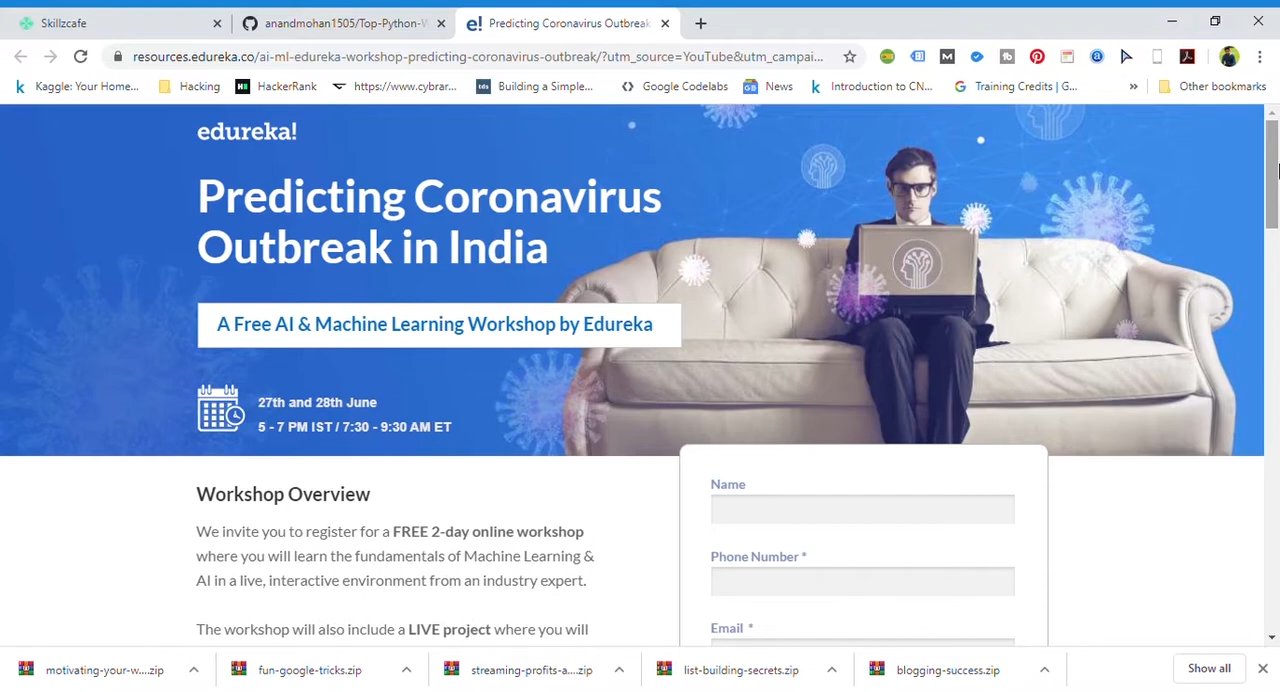 Skillzcafe
anandmohan1505/Top-Python-W
Predicting Coronavirus Outbreak
resources.edureka.co/ai-ml-edureka-workshop-predicting-coronavirus-outbreak/?utm_source=YouTube&utm_campai...
Kaggle: Your Home...
Hacking
HackerRank
https://www.cybrar...
Building a Simple...
Google Codelabs
News
Introduction to CN...
Training Credits | G...
Other bookmarks
edureka!
Predicting Coronavirus
Outbreak in India
A Free AI & Machine Learning Workshop by Edureka
27th and 28th June
5 - 7 PM IST / 7:30 - 9:30 AM ET
Workshop Overview
We invite you to register for a FREE 2-day online workshop
where you will learn the fundamentals of Machine Learning &
AI in a live, interactive environment from an industry expert.
The workshop will also include a LIVE project where you will
Name
Phone Number *
Email *
motivating-your-w....zip
fun-google-tricks.zip
streaming-profits-a....zip
list-building-secrets.zip
blogging-success.zip
Show all